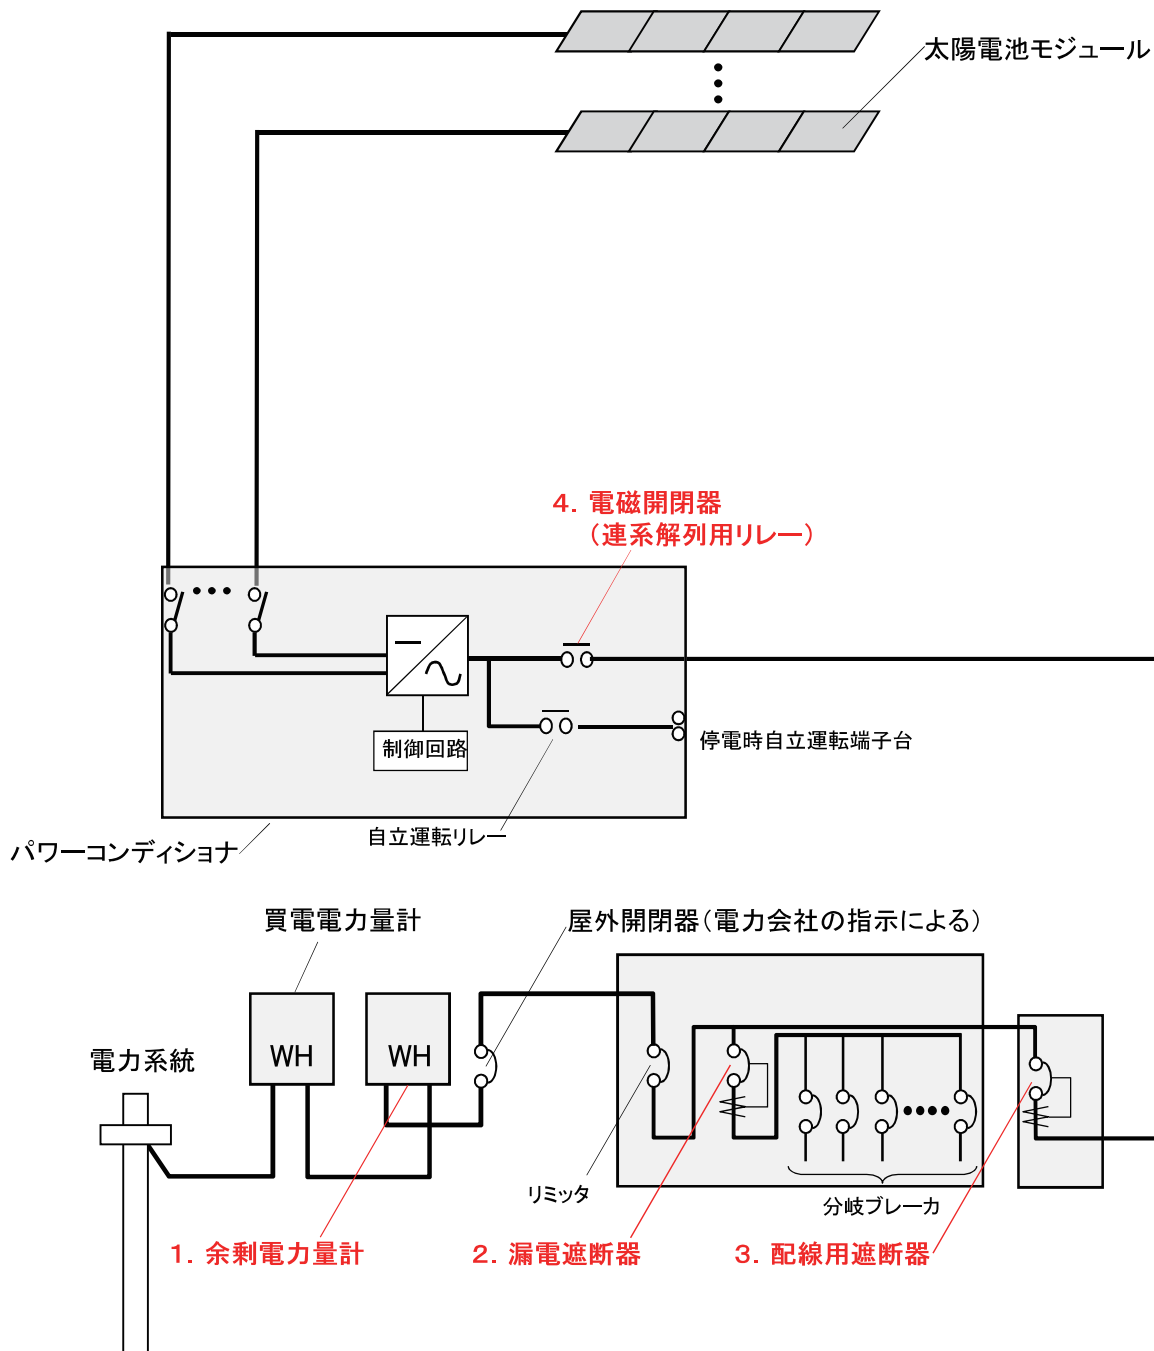 太陽電池モジュール
4. 電磁開閉器
（連系解列用リレー）
制御回路
停電時自立運転端子台
自立運転リレー
パワーコンディショナ
買電電力量計
屋外開閉器（電力会社の指示による）
WH
WH
電力系統
リミッタ
分岐ブレーカ
1. 余剰電力量計
2. 漏電遮断器
3. 配線用遮断器